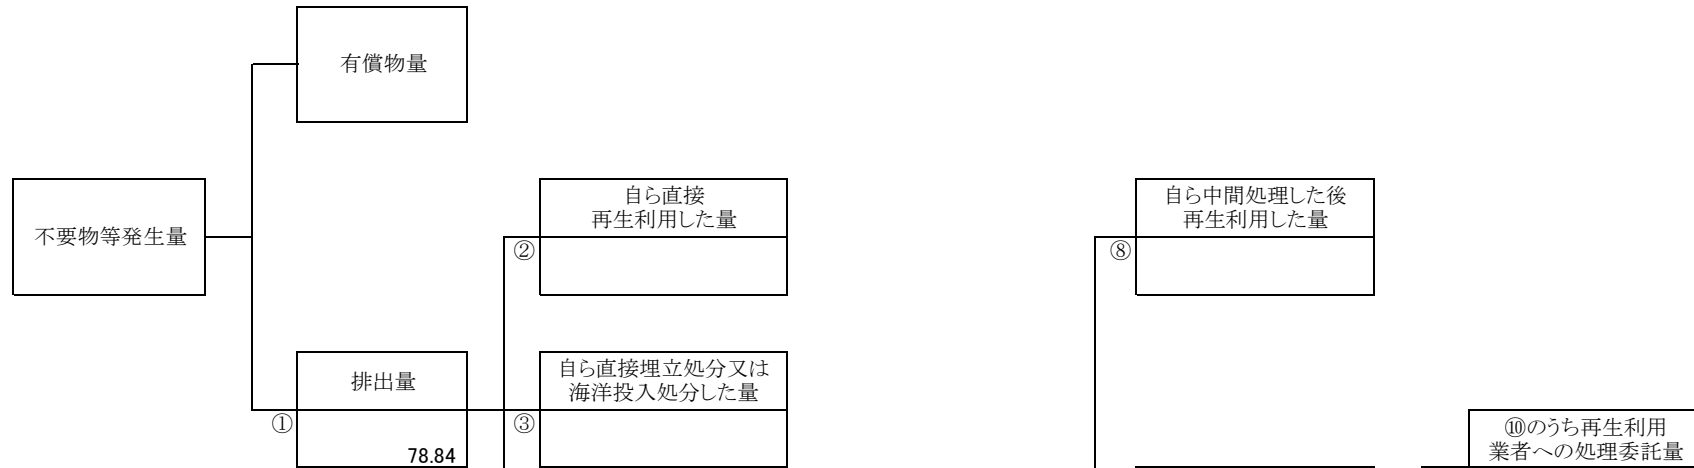 有償物量
不要物等発生量
自ら直接
再生利用した量
②
自ら中間処理した後
再生利用した量
⑧
排出量
①
78.84
自ら直接埋立処分又は
海洋投入処分した量
③
⑩のうち再生利用
業者への処理委託量